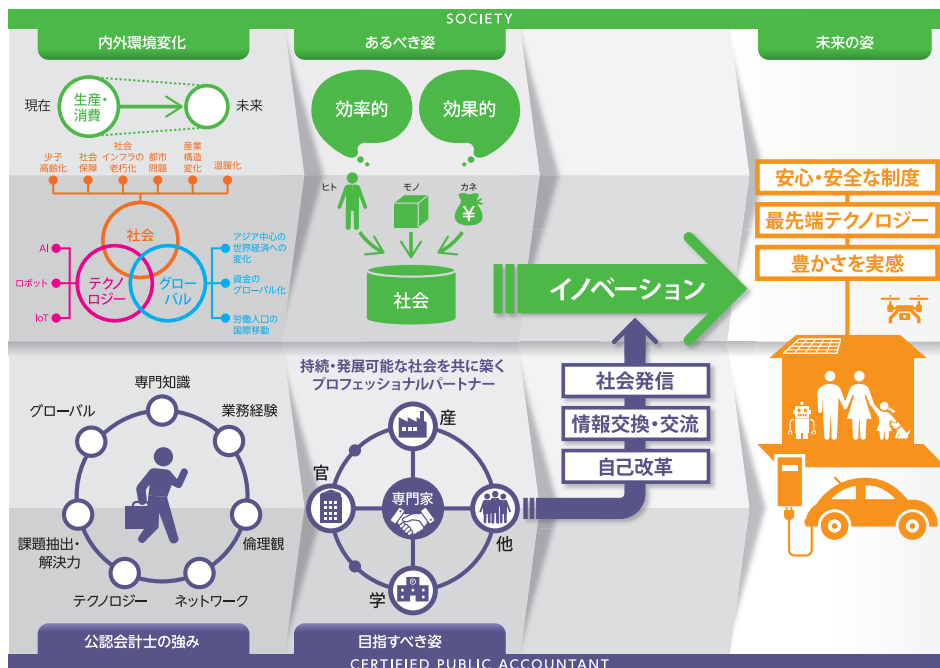 SOCIETY
内外環境変化
あるべき姿
未来の姿
現在
生産・
消費
未来
少子
高齢化
社会
保障
社会
インフラの
老朽化
都市
問題
産業
構造
変化
温暖化
社会
テクノ
ロジー
グロー
バル
AI
ロボット
IoT
アジア中心の
世界経済への
変化
資金の
グローバル化
労働人口の
国際移動
効率的
効果的
ヒト
モノ
カネ
¥
社会
イノベーション
安心・安全な制度
最先端テクノロジー
豊かさを実感
専門知識
グローバル
業務経験
課題抽出・
解決力
倫理観
テクノロジー
ネットワーク
持続・発展可能な社会を共に築く
プロフェッショナルパートナー
産
官
専門家
他
学
社会発信
情報交換・交流
自己改革
公認会計士の強み
目指すべき姿
CERTIFIED PUBLIC ACCOUNTANT